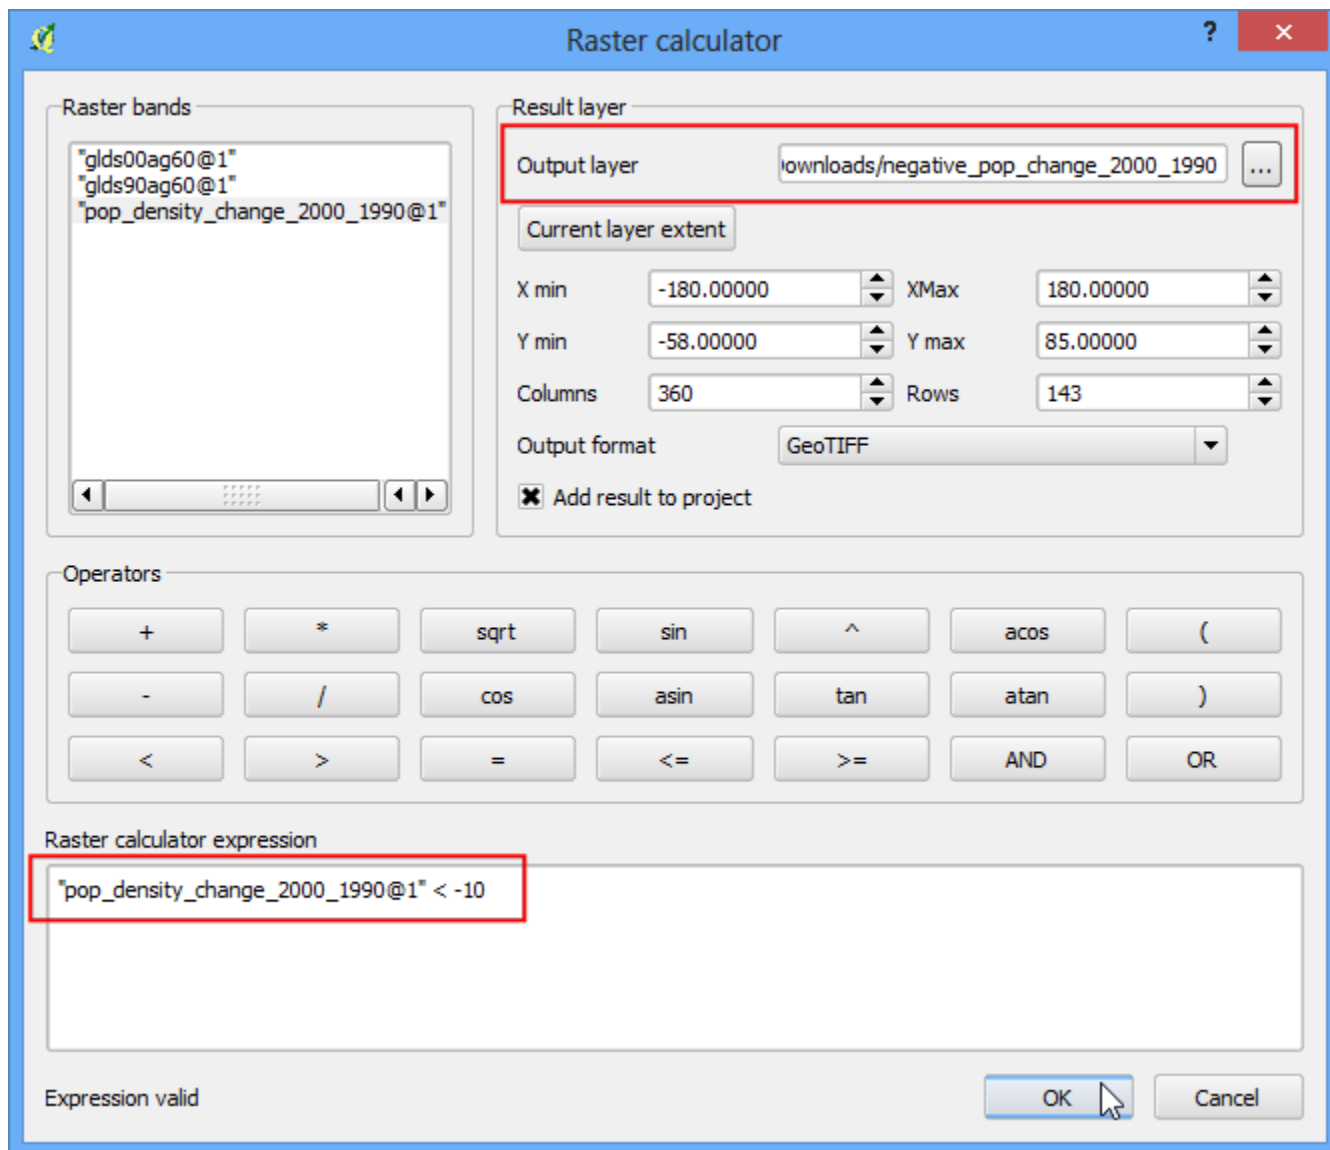 Raster calculator
?
Raster bands
"glds00ag60@1"
"glds90ag60@1"
"pop_density_change_2000_1990@1"
Result layer
Output layer ownloads/negative_pop_change_2000_1990 ...
Current layer extent
X min -180.00000 XMax 180.00000
Y min -58.00000 Y max 85.00000
Columns 360 Rows 143
Output format GeoTIFF
Add result to project
Operators
+ * sqrt sin ^ acos (
- / cos asin tan atan )
< > = <= >= AND OR
Raster calculator expression
"pop_density_change_2000_1990@1" < -10
Expression valid OK Cancel